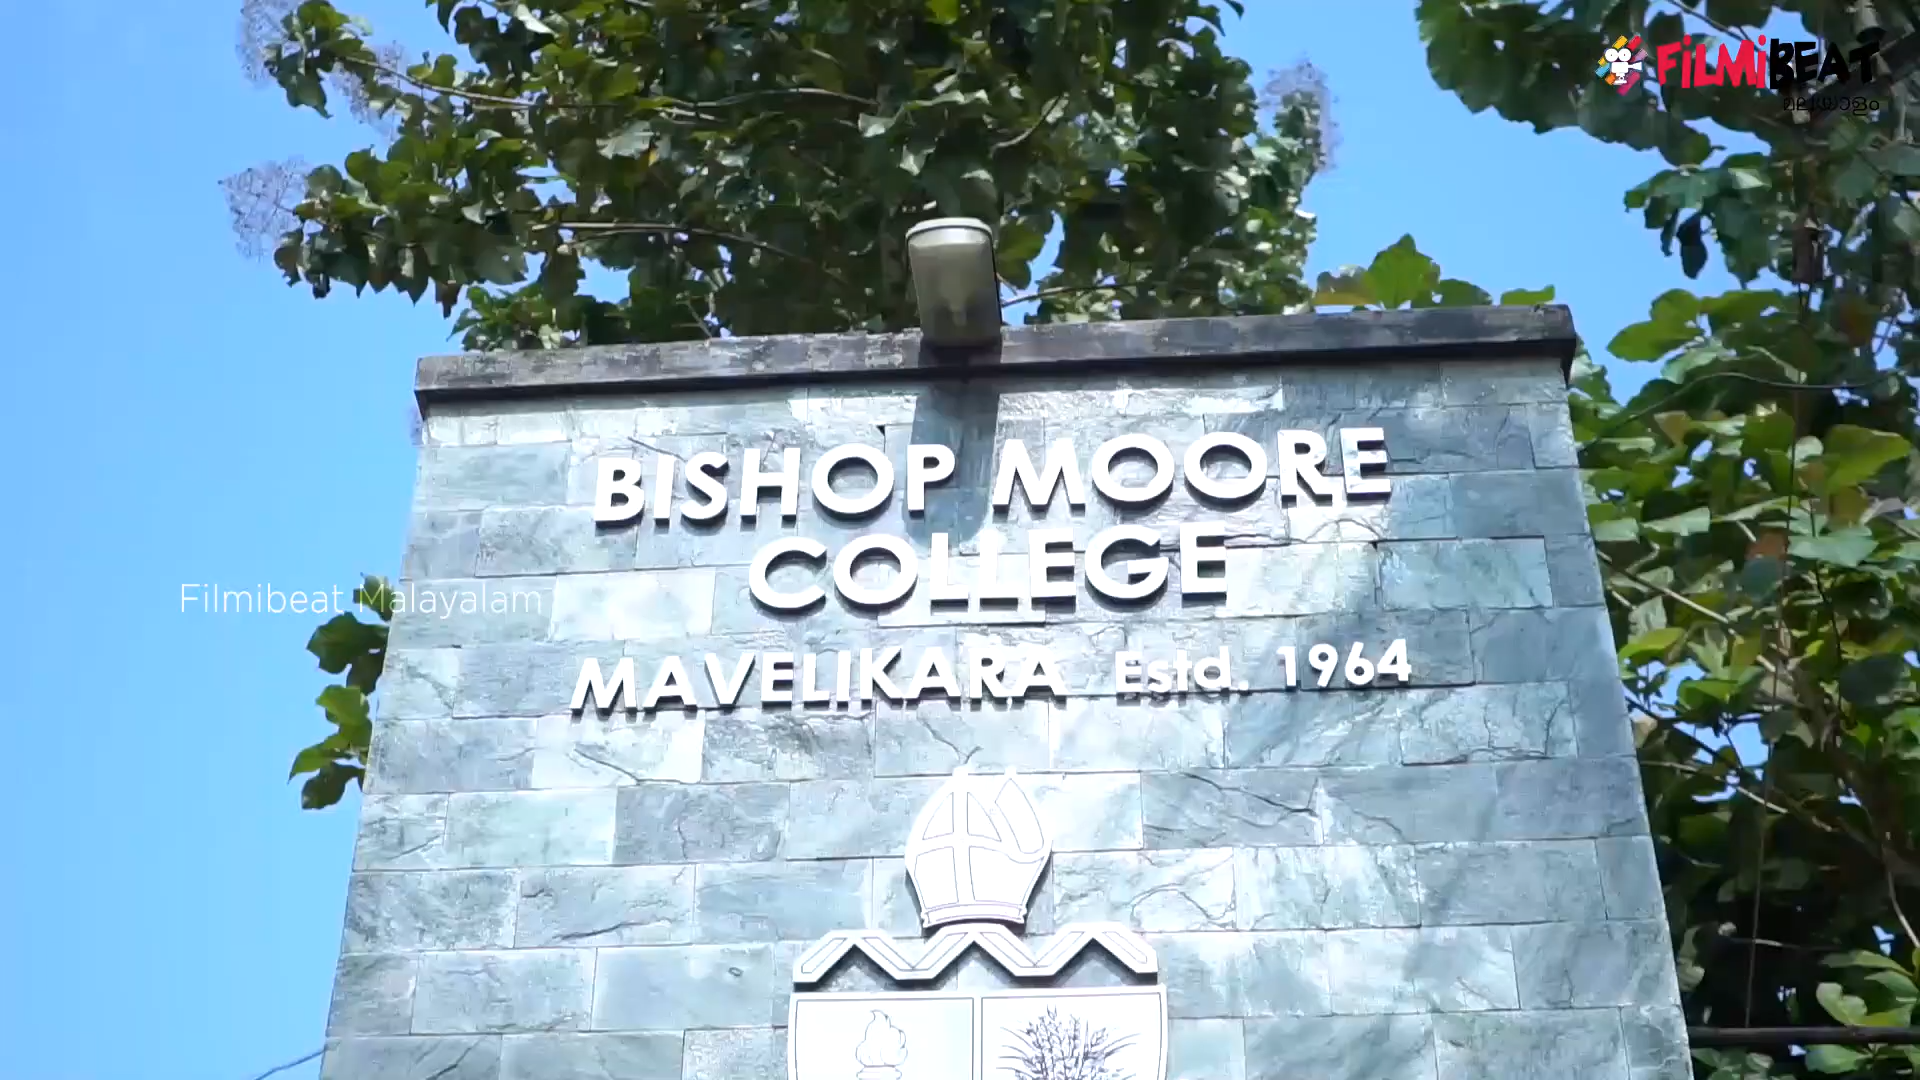 FiLMiBEAT
മലയാളം
BISHOP MOORE
COLLEGE
Filmibeat Malayalam
MAVELIKARA Estd. 1964